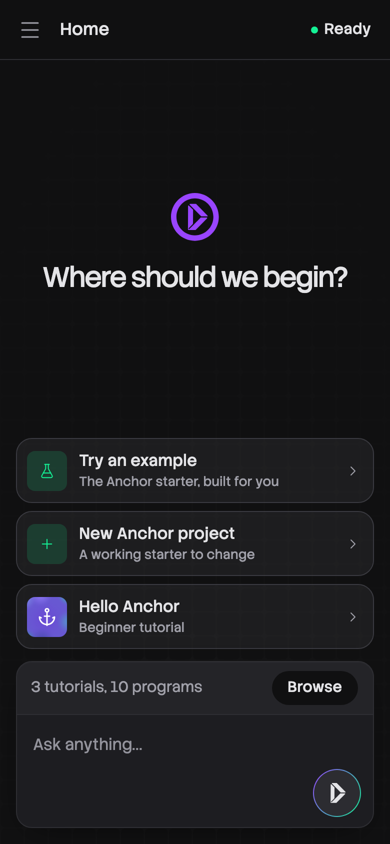 Home
Ready
Where should we begin?
Try an example
The Anchor starter, built for you
New Anchor project
A working starter to change
Hello Anchor
Beginner tutorial
3 tutorials, 10 programs
Browse
Ask anything...